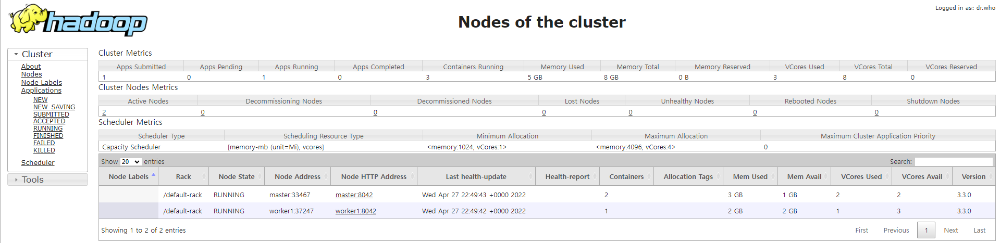 Logged in as: dr.who
hadoop
Nodes of the cluster
Cluster
About
Nodes
Node Labels
Applications
NEW
NEW_SAVING
SUBMITTED
ACCEPTED
RUNNING
FINISHED
FAILED
KILLED
Scheduler
Tools
Cluster Metrics
Apps Submitted Apps Pending Apps Running Apps Completed Containers Running Memory Used Memory Total Memory Reserved VCores Used VCores Total VCores Reserved
1 0 1 0 3 5 GB 8 GB 0 B 3 8 0
Cluster Nodes Metrics
Active Nodes Decommissioning Nodes Decommissioned Nodes Lost Nodes Unhealthy Nodes Rebooted Nodes Shutdown Nodes
2 0 0 0 0 0 0
Scheduler Metrics
Scheduler Type Scheduling Resource Type Minimum Allocation Maximum Allocation Maximum Cluster Application Priority
Capacity Scheduler [memory-mb (unit=Mi), vcores] <memory:1024, vCores:1> <memory:4096, vCores:4> 0
Show 20 entries Search:
Node Labels Rack Node State Node Address Node HTTP Address Last health-update Health-report Containers Allocation Tags Mem Used Mem Avail VCores Used VCores Avail Version
/default-rack RUNNING master:33467 master:8042 Wed Apr 27 22:49:43 +0000 2022 2 3 GB 1 GB 2 2 3.3.0
/default-rack RUNNING worker1:37247 worker1:8042 Wed Apr 27 22:49:42 +0000 2022 1 2 GB 2 GB 1 3 3.3.0
Showing 1 to 2 of 2 entries First Previous 1 Next Last